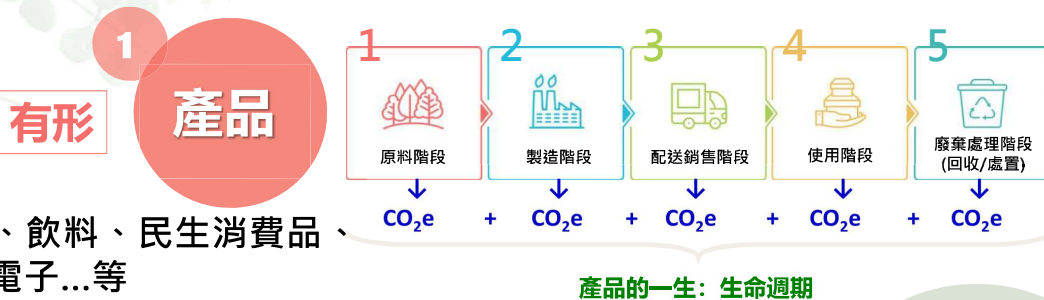 1
產品
有形
、飲料、民生消費品、
電子...等
1
原料階段
2
製造階段
3
配送銷售階段
4
使用階段
5
廢棄處理階段
(回收/處置)
CO₂e + CO₂e + CO₂e + CO₂e + CO₂e
產品的一生：生命週期